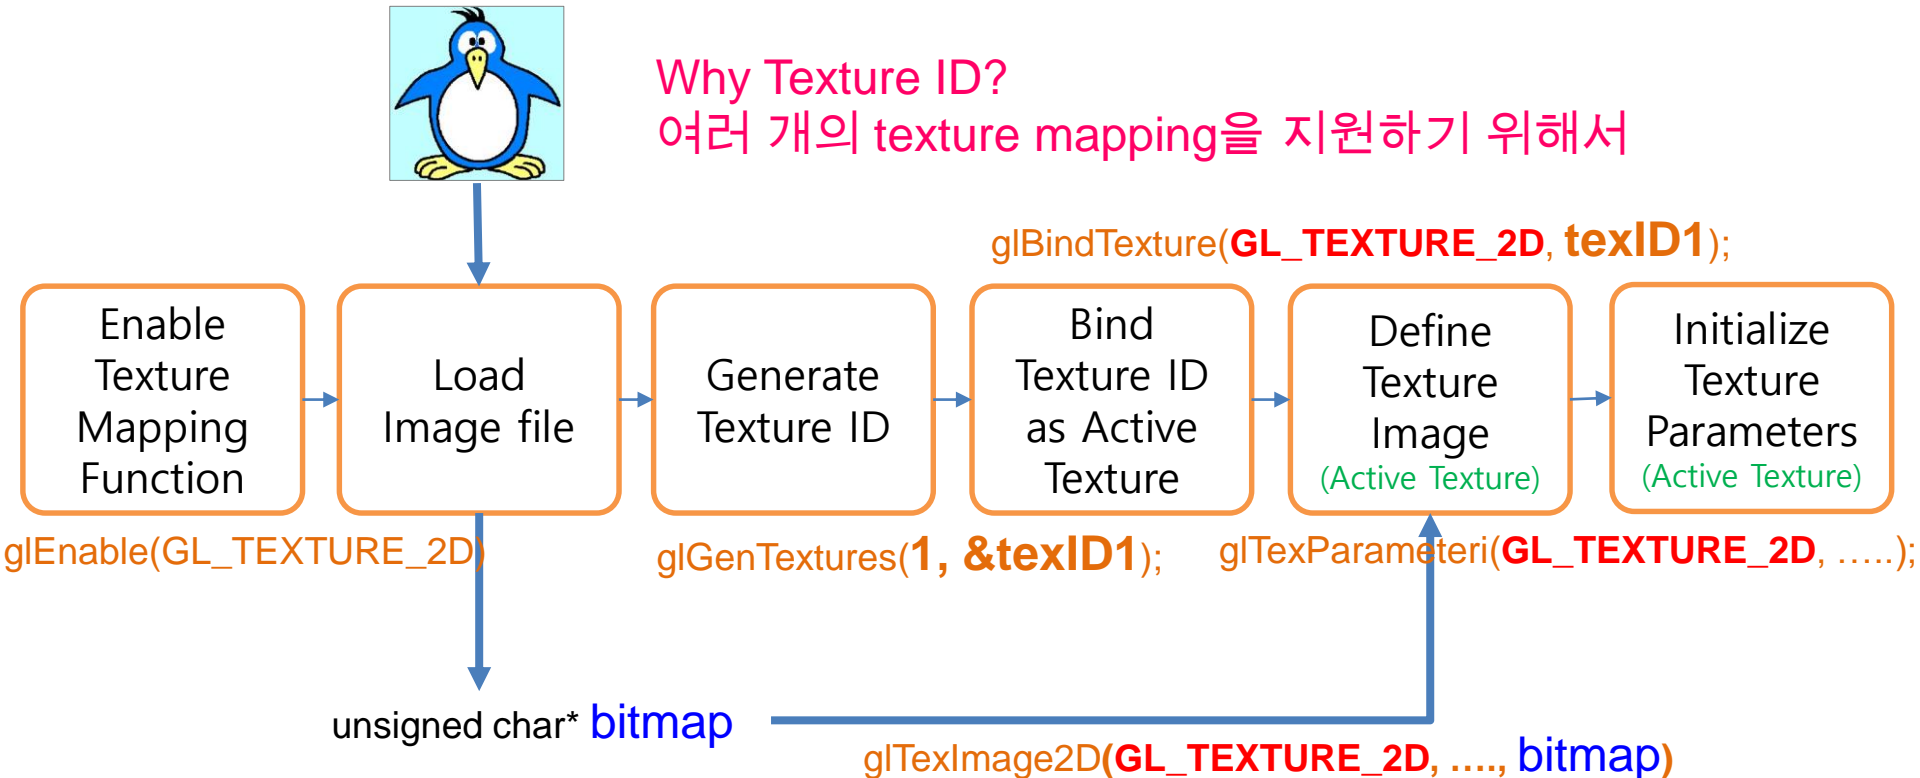 Why Texture ID?
여러 개의 texture mapping을 지원하기 위해서
glBindTexture(GL_TEXTURE_2D, texID1);
Enable
Texture
Mapping
Function
Load
Image file
Generate
Texture ID
Bind
Texture ID
as Active
Texture
Define
Texture
Image
(Active Texture)
Initialize
Texture
Parameters
(Active Texture)
glEnable(GL_TEXTURE_2D)
glGenTextures(1, &texID1);
glTexParameteri(GL_TEXTURE_2D, …..);
unsigned char* bitmap
glTexImage2D(GL_TEXTURE_2D, …., bitmap)